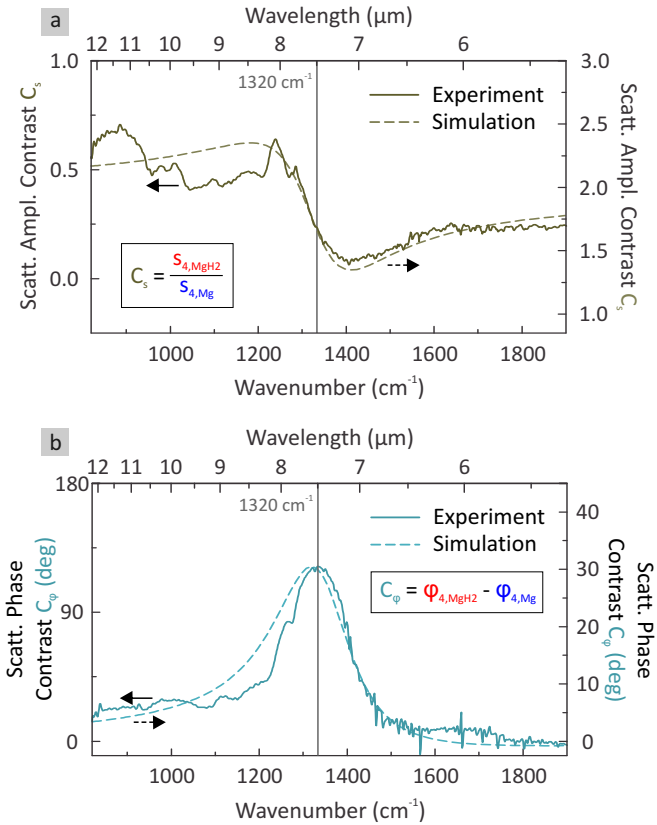 a
Wavelength (μm)
12 11 10 9 8 7 6
1320 cm⁻¹
Experiment
Simulation
1.0
0.5
0.0
Scatt. Ampl. Contrast Cₛ
3.0
2.5
2.0
1.5
1.0
Scatt. Ampl. Contrast Cₛ
Cₛ = s₄,MgH2 / s₄,Mg
1000 1200 1400 1600 1800
Wavenumber (cm⁻¹)
b
Wavelength (μm)
12 11 10 9 8 7 6
1320 cm⁻¹
Experiment
Simulation
180
90
0
Scatt. Phase
Contrast Cφ (deg)
40
30
20
10
0
Scatt. Phase
Contrast Cφ (deg)
Cφ = φ₄,MgH2 - φ₄,Mg
1000 1200 1400 1600 1800
Wavenumber (cm⁻¹)